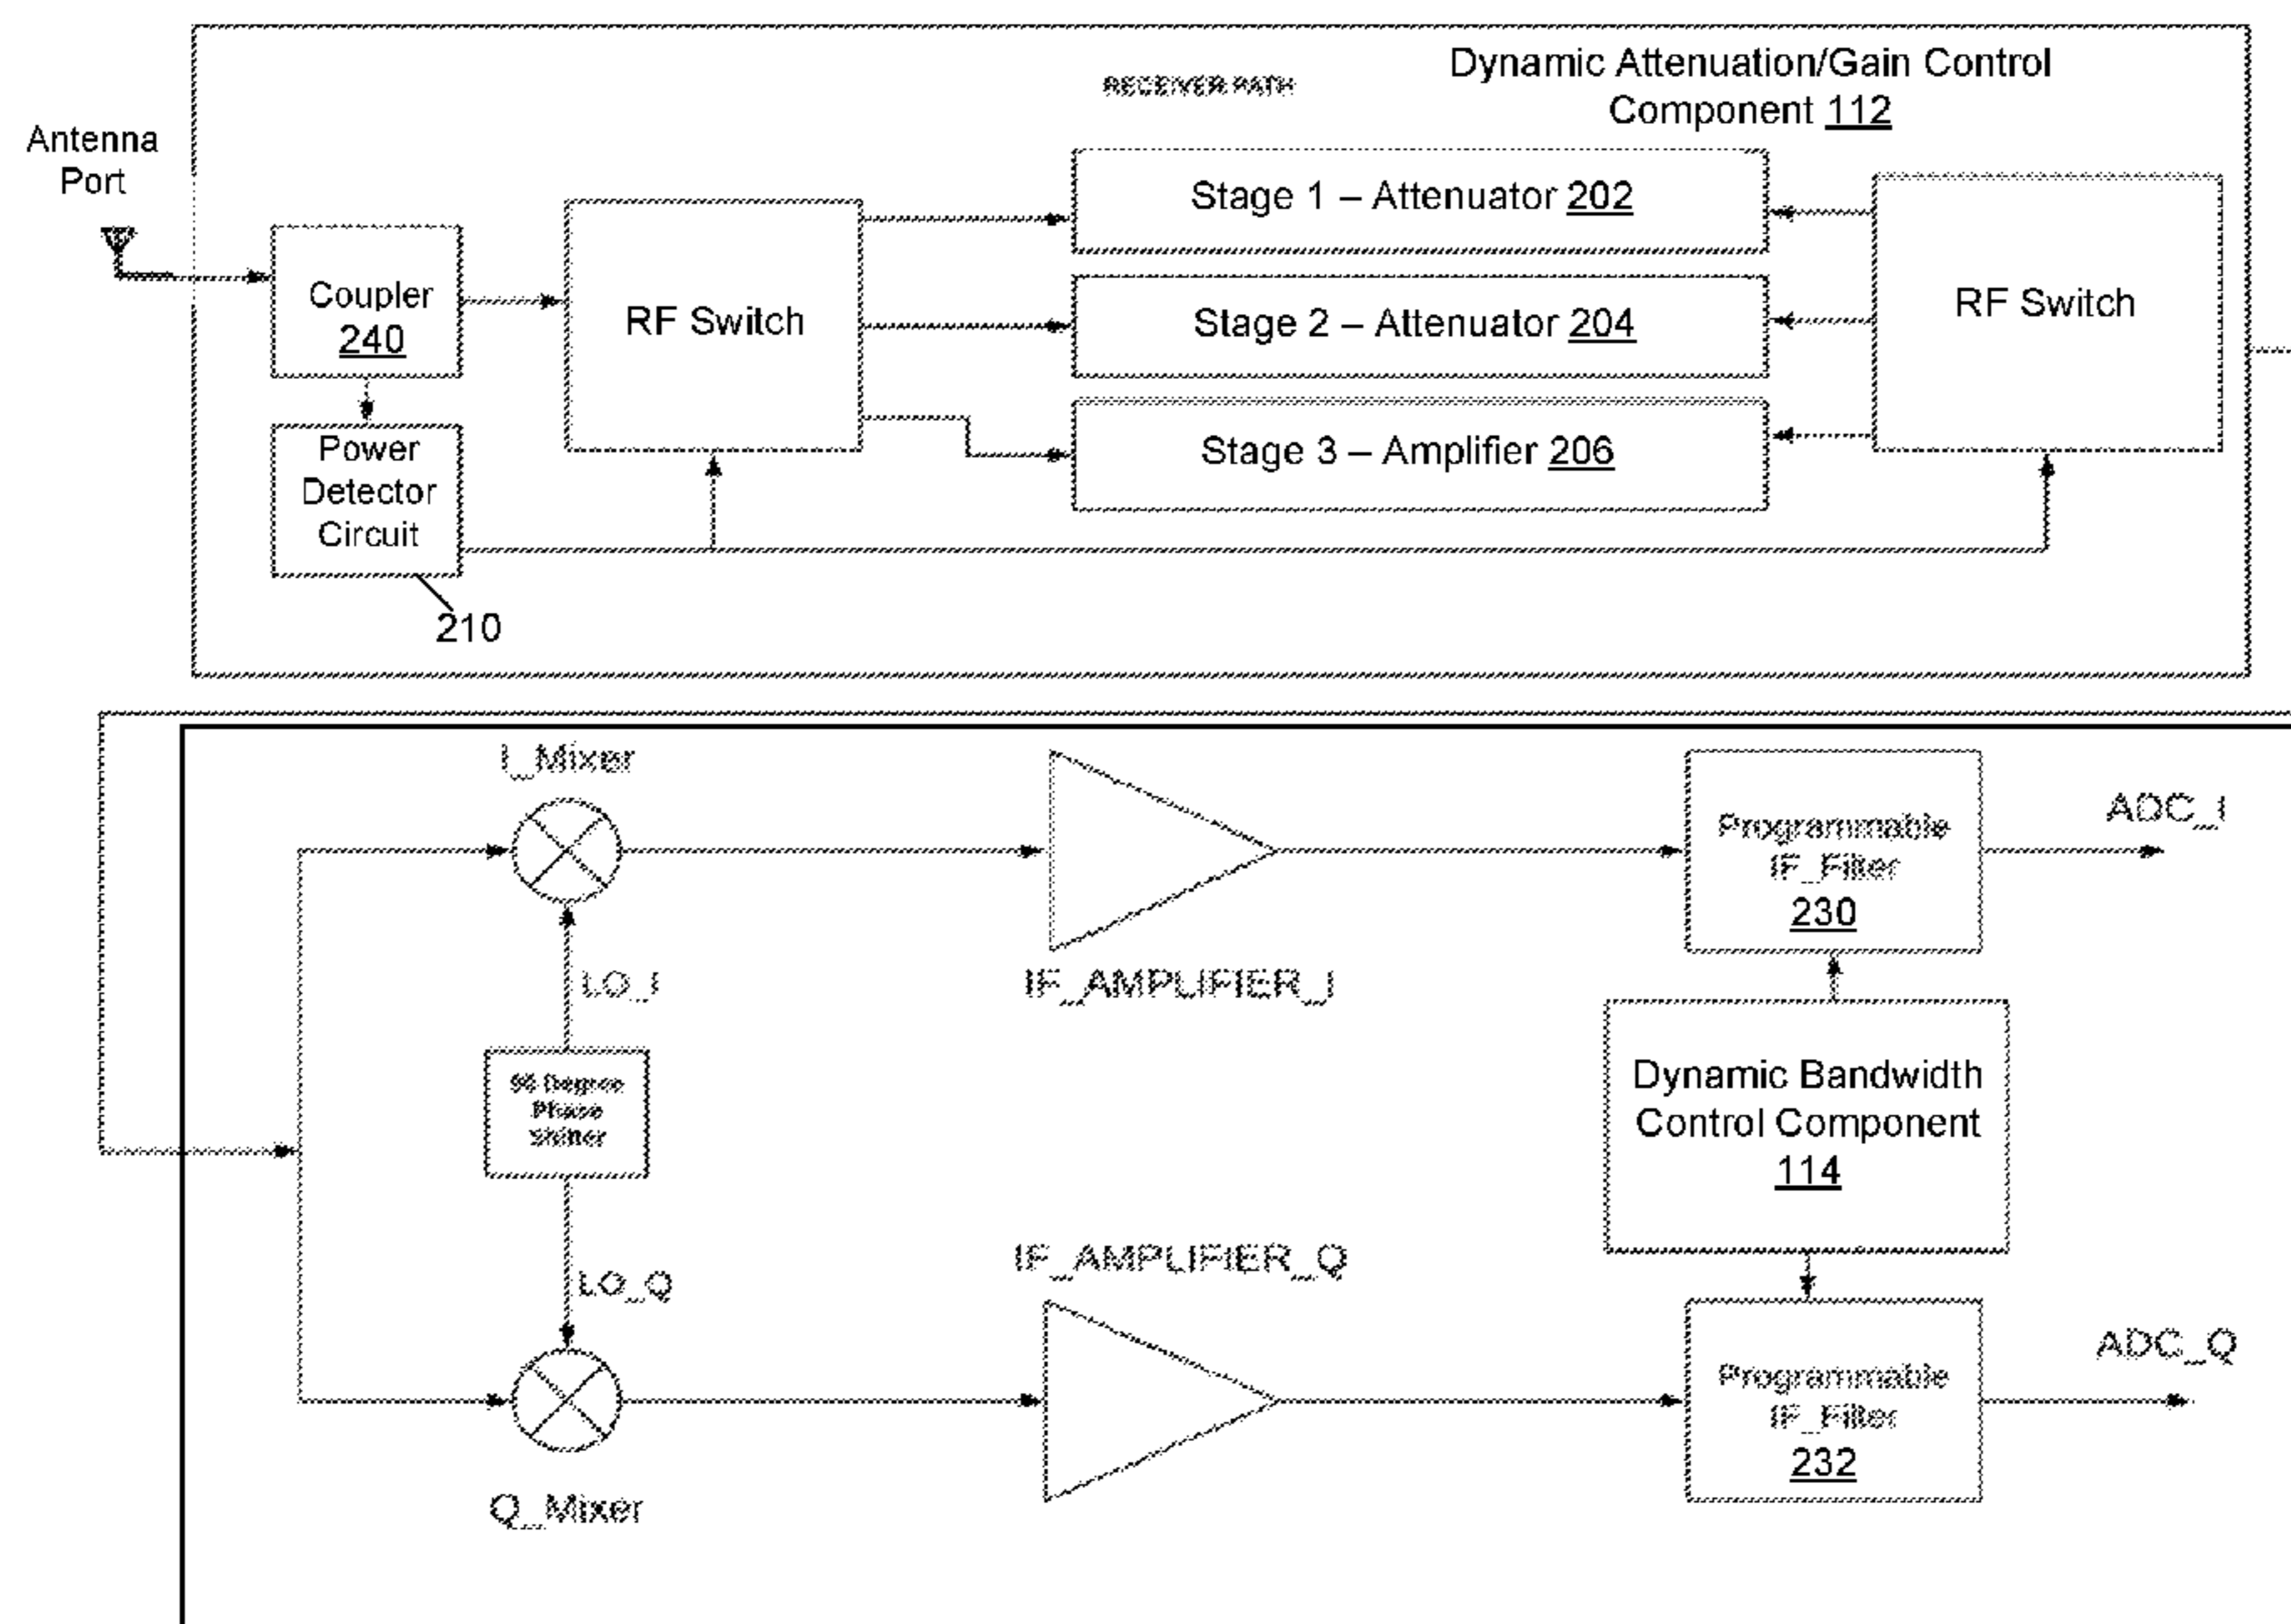 RECEIVER PATH
Dynamic Attenuation/Gain Control
Component 112
Antenna
Port
Coupler
240
RF Switch
Stage 1 – Attenuator 202
Stage 2 – Attenuator 204
Stage 3 – Amplifier 206
RF Switch
Power
Detector
Circuit
210
I_Mixer
LO_I
IF_AMPLIFIER_I
Programmable
IF_Filter
230
ADC_I
Degree
Phase
Shifter
Dynamic Bandwidth
Control Component
114
LO_Q
IF_AMPLIFIER_Q
Q_Mixer
Programmable
IF_Filter
232
ADC_Q